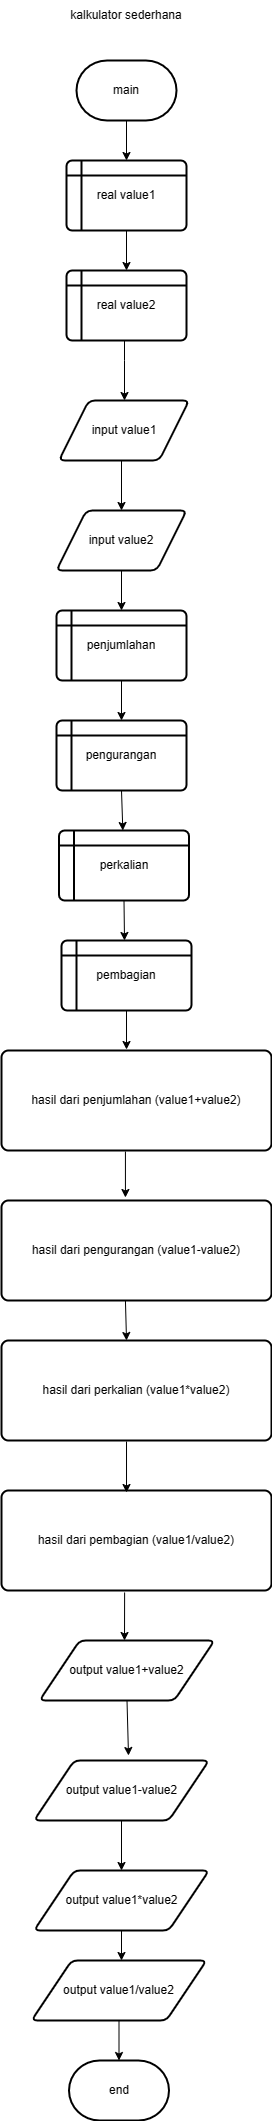 kalkulator sederhana
main
real value1
real value2
input value1
input value2
penjumlahan
pengurangan
perkalian
pembagian
hasil dari penjumlahan (value1+value2)
hasil dari pengurangan (value1-value2)
hasil dari perkalian (value1*value2)
hasil dari pembagian (value1/value2)
output value1+value2
output value1-value2
output value1*value2
output value1/value2
end